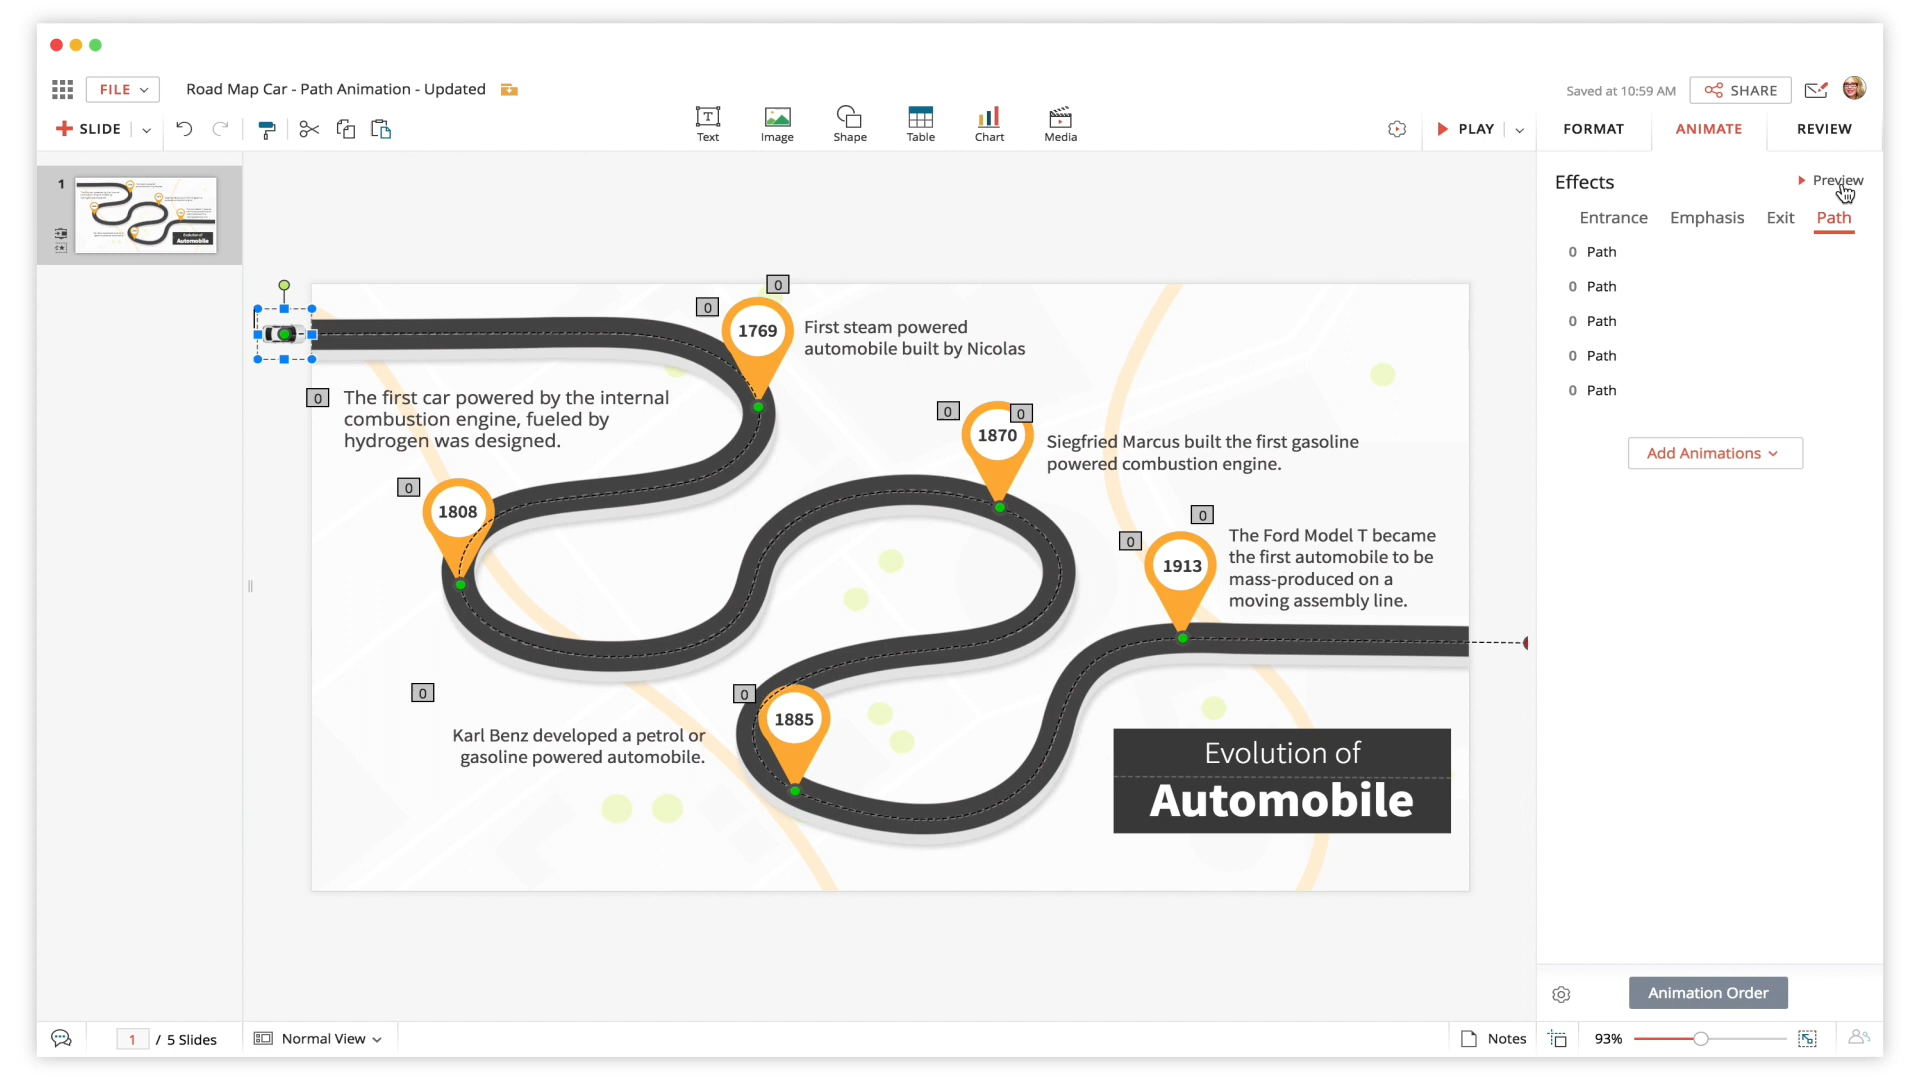 FILE
Road Map Car - Path Animation - Updated
Saved at 10:59 AM
SHARE
SLIDE
Text
Image
Shape
Table
Chart
Media
PLAY
FORMAT
ANIMATE
REVIEW
1
Effects
Preview
Entrance
Emphasis
Exit
Path
0 Path
0 Path
0 Path
0 Path
0 Path
Add Animations
0
0
1769
First steam powered
automobile built by Nicolas
0
The first car powered by the internal
combustion engine, fueled by
hydrogen was designed.
0
0
1870
Siegfried Marcus built the first gasoline
powered combustion engine.
0
1808
0
0
1913
The Ford Model T became
the first automobile to be
mass-produced on a
moving assembly line.
0
Karl Benz developed a petrol or
gasoline powered automobile.
0
1885
Evolution of
Automobile
Animation Order
1 / 5 Slides
Normal View
Notes
93%